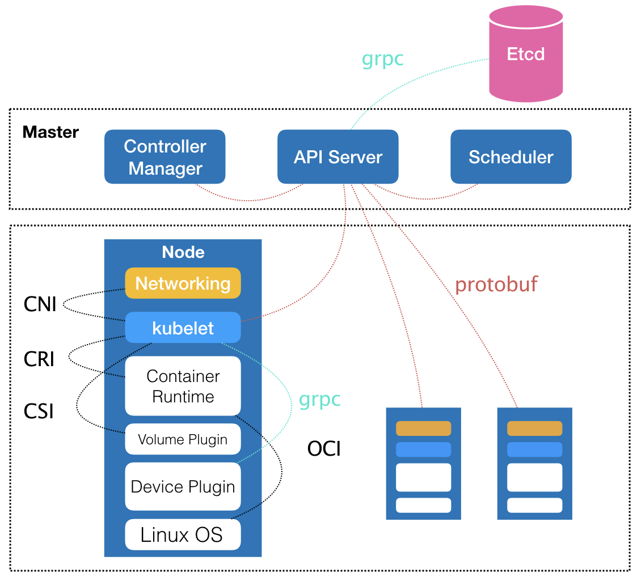 Etcd
grpc
Master
Controller
Manager
API Server
Scheduler
Node
Networking
protobuf
CNI
kubelet
CRI
Container
Runtime
grpc
CSI
Volume Plugin
OCI
Device Plugin
Linux OS